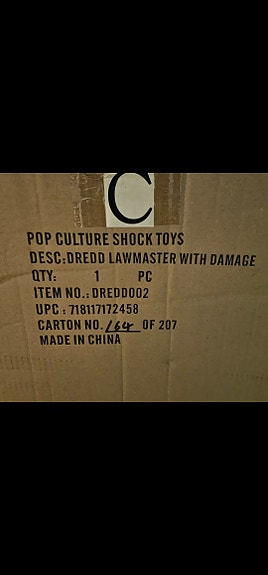 C
POP CULTURE SHOCK TOYS
DESC:DREDD LAWMASTER WITH DAMAGE
QTY: 1 PC
ITEM NO.: DREDD002
UPC : 718117172458
CARTON NO. 164 OF 207
MADE IN CHINA